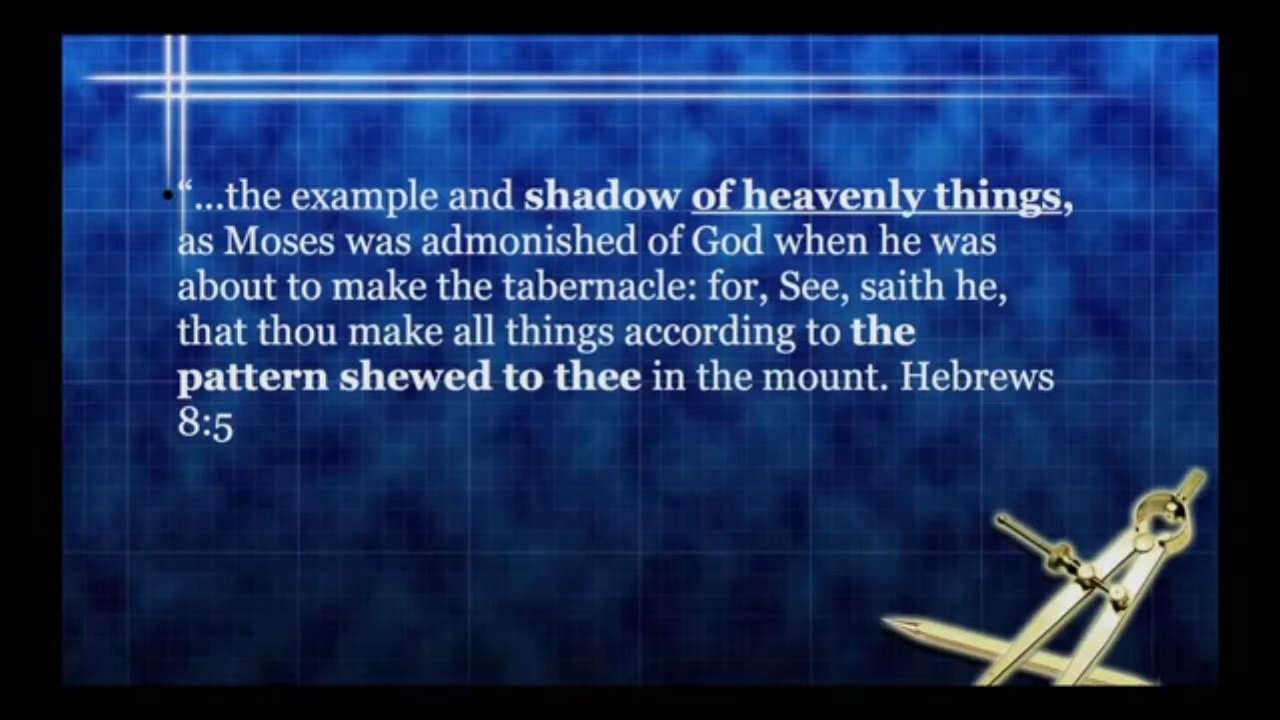 • “...the example and shadow of heavenly things,
as Moses was admonished of God when he was
about to make the tabernacle: for, See, saith he,
that thou make all things according to the
pattern shewed to thee in the mount. Hebrews
8:5